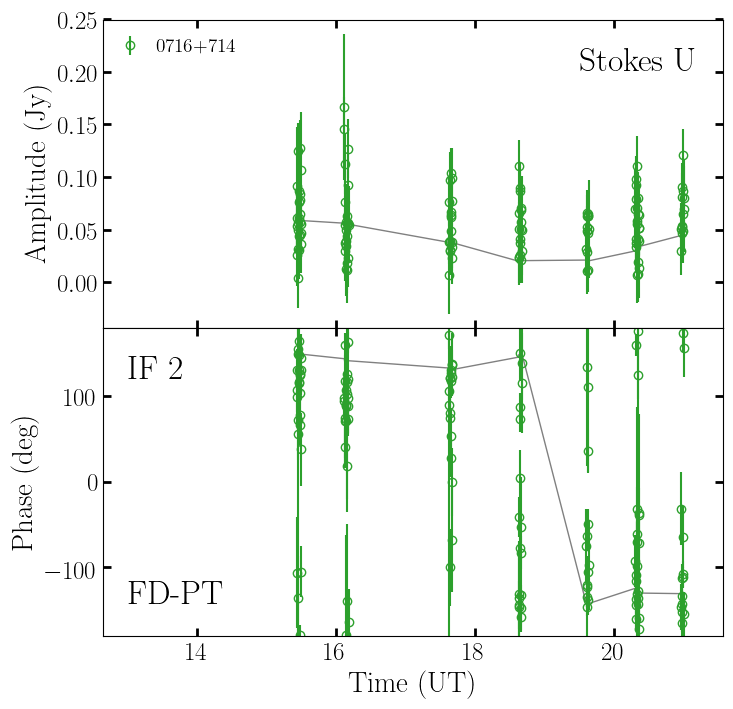 0.25
0716+714
Stokes U
0.20
0.15
0.10
0.05
0.00
Amplitude (Jy)
IF 2
100
0
−100
Phase (deg)
FD-PT
14 16 18 20
Time (UT)